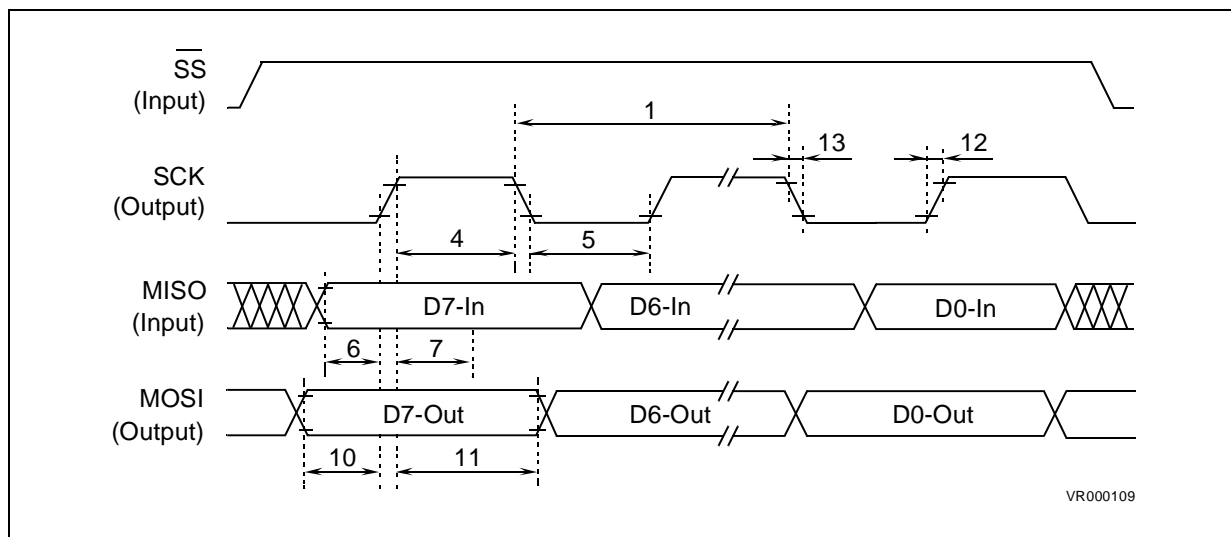 SS
(Input)
1
13
12
SCK
(Output)
4
5
MISO
(Input)
D7-In
D6-In
D0-In
6
7
MOSI
(Output)
D7-Out
D6-Out
D0-Out
10
11
VR000109